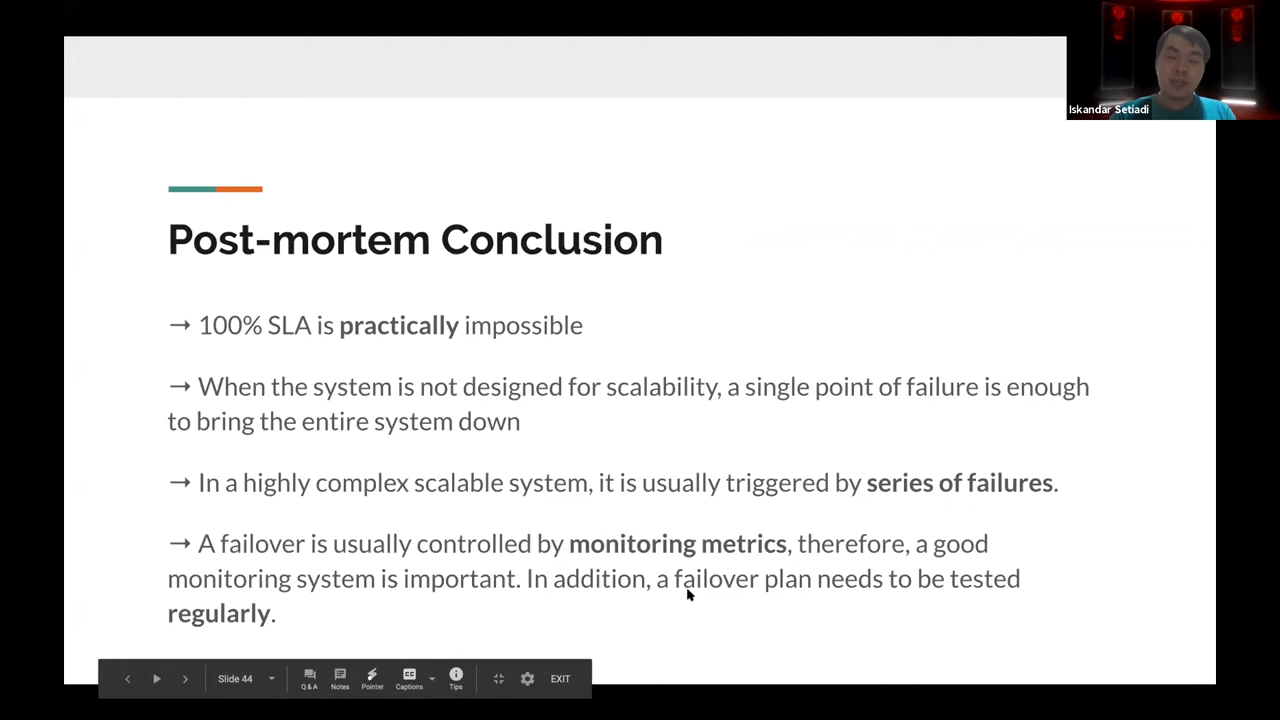 Iskandar Setiadi
Post-mortem Conclusion
→ 100% SLA is practically impossible
→ When the system is not designed for scalability, a single point of failure is enough
to bring the entire system down
→ In a highly complex scalable system, it is usually triggered by series of failures.
→ A failover is usually controlled by monitoring metrics, therefore, a good
monitoring system is important. In addition, a failover plan needs to be tested
regularly.
Slide 44
Q & A
Notes
Pointer
CC
Captions
Tips
EXIT